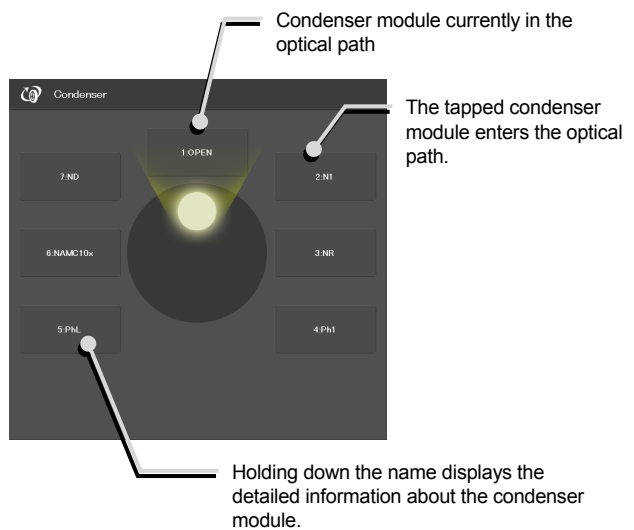 Condenser module currently in the
optical path
Condenser
The tapped condenser
module enters the optical
path.
1:OPEN
7:ND
2:N1
6:NAMC10x
3:NR
5:PhL
4:Ph1
Holding down the name displays the
detailed information about the condenser
module.